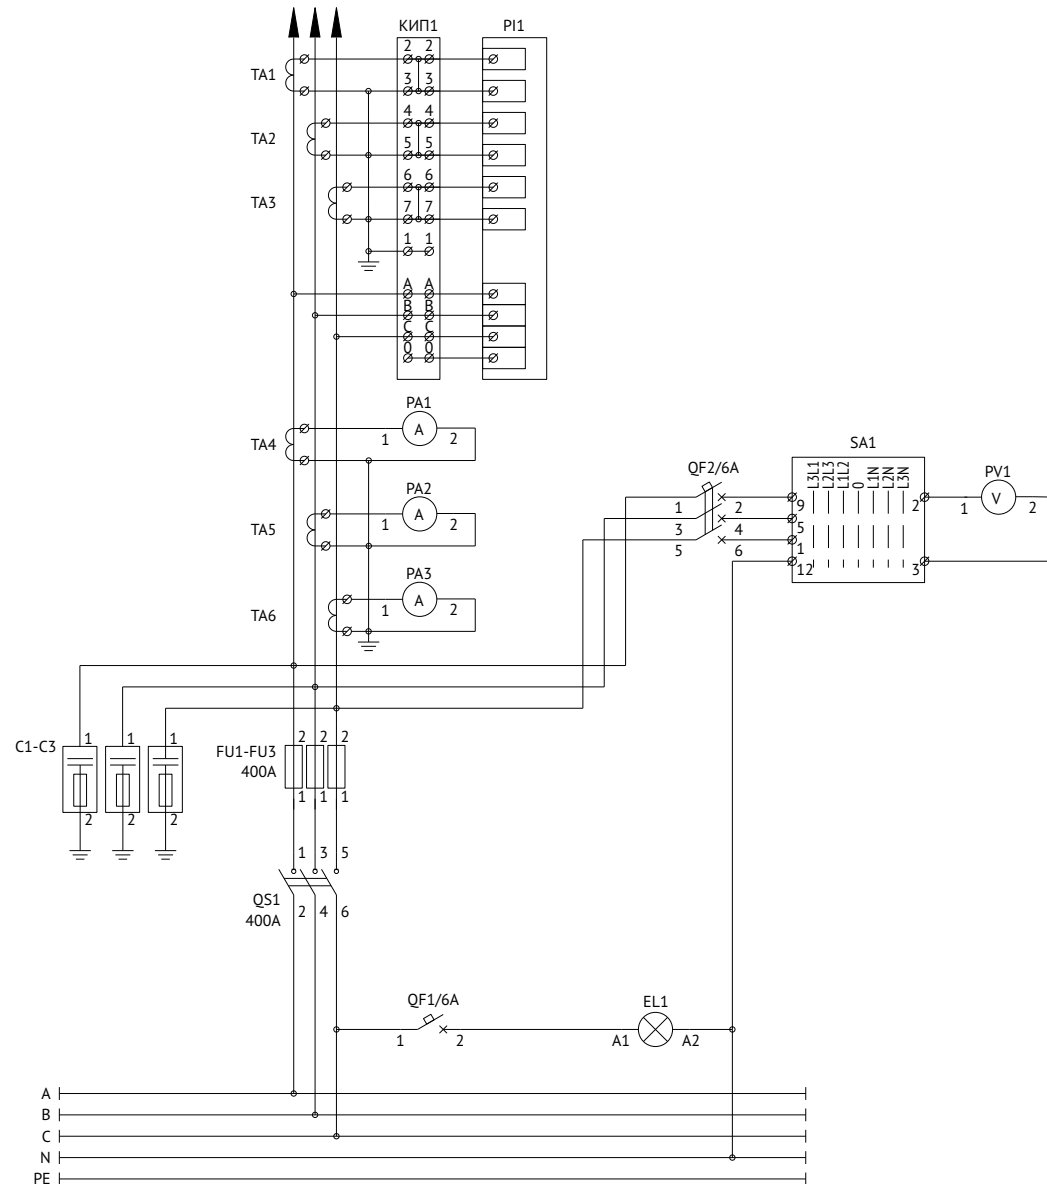 КИП1 PI1
2 2
TA1
3 3
4 4
TA2
5 5
6 6
TA3
7 7
1 1
A A
B B
C C
0 0
PA1
TA4 1 A 2
SA1
QF2/6A
PV1
L3L1 L2L3 L1L2 0 L1N L2N L3N
PA2
1 2 9 2 1 V 2
TA5 1 A 2
3 4 5
5 6 1
12 3
PA3
TA6 1 A 2
C1-C3 1 1 1
FU1-FU3 2 2 2
400A
1 1 1
2 2 2
1 3 5
QS1 2 4 6
400A
QF1/6A EL1
1 2 A1 A2
A
B
C
N
PE